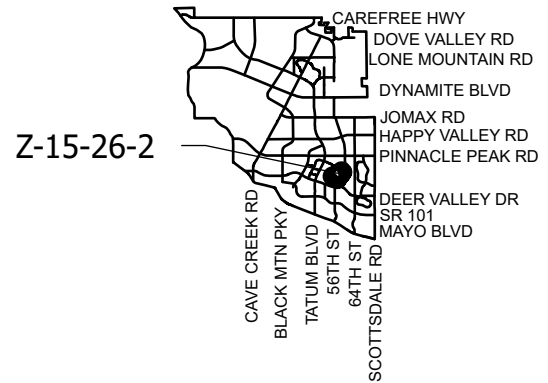 CAREFREE HWY
DOVE VALLEY RD
LONE MOUNTAIN RD
DYNAMITE BLVD
JOMAX RD
HAPPY VALLEY RD
Z-15-26-2
PINNACLE PEAK RD
DEER VALLEY DR
SR 101
MAYO BLVD
CAVE CREEK RD
BLACK MTN PKY
TATUM BLVD
56TH ST
64TH ST
SCOTTSDALE RD